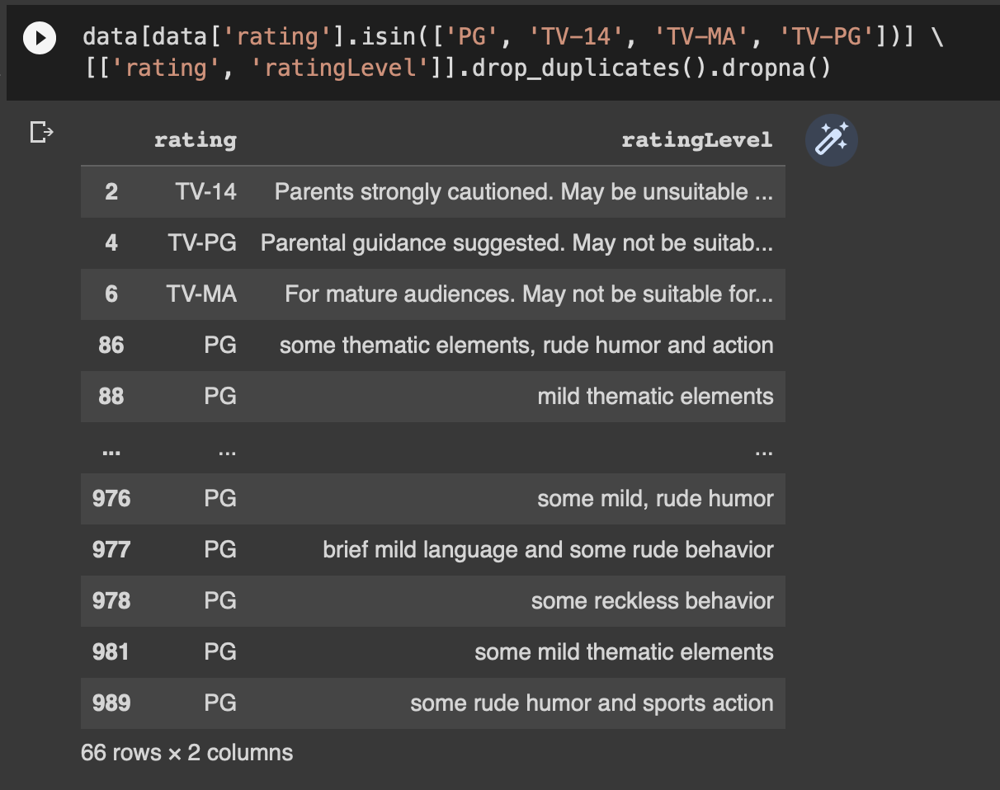 data[data['rating'].isin(['PG', 'TV-14', 'TV-MA', 'TV-PG'])] \
[['rating', 'ratingLevel']].drop_duplicates().dropna()
rating ratingLevel
2 TV-14 Parents strongly cautioned. May be unsuitable ...
4 TV-PG Parental guidance suggested. May not be suitab...
6 TV-MA For mature audiences. May not be suitable for...
86 PG some thematic elements, rude humor and action
88 PG mild thematic elements
... ... ...
976 PG some mild, rude humor
977 PG brief mild language and some rude behavior
978 PG some reckless behavior
981 PG some mild thematic elements
989 PG some rude humor and sports action
66 rows × 2 columns